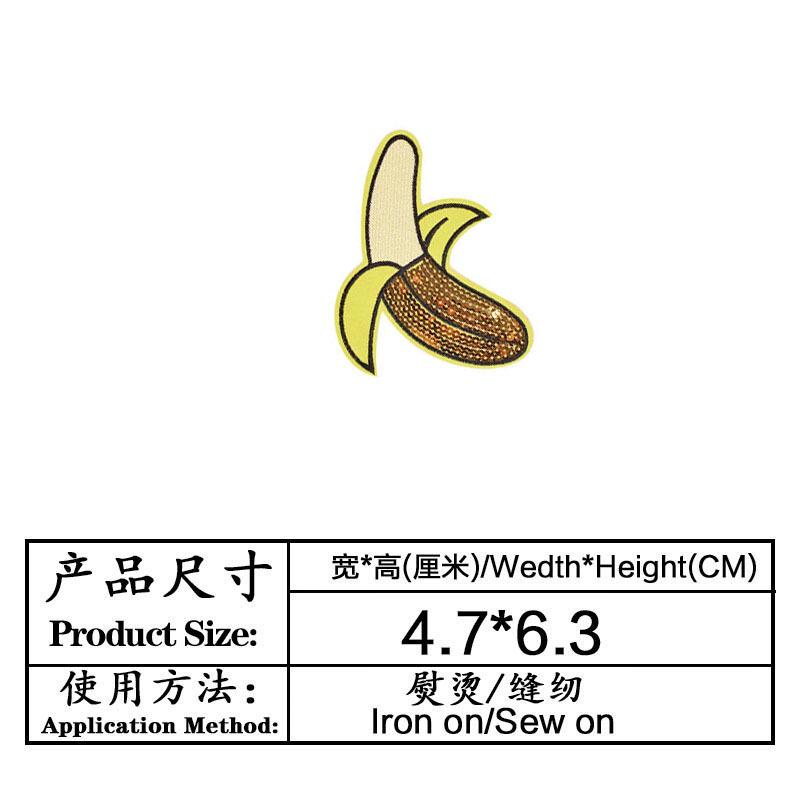 产品尺寸
Product Size:
宽*高(厘米)/Wedth*Height(CM)
4.7*6.3
使用方法：
Application Method:
熨烫/缝纫
Iron on/Sew on